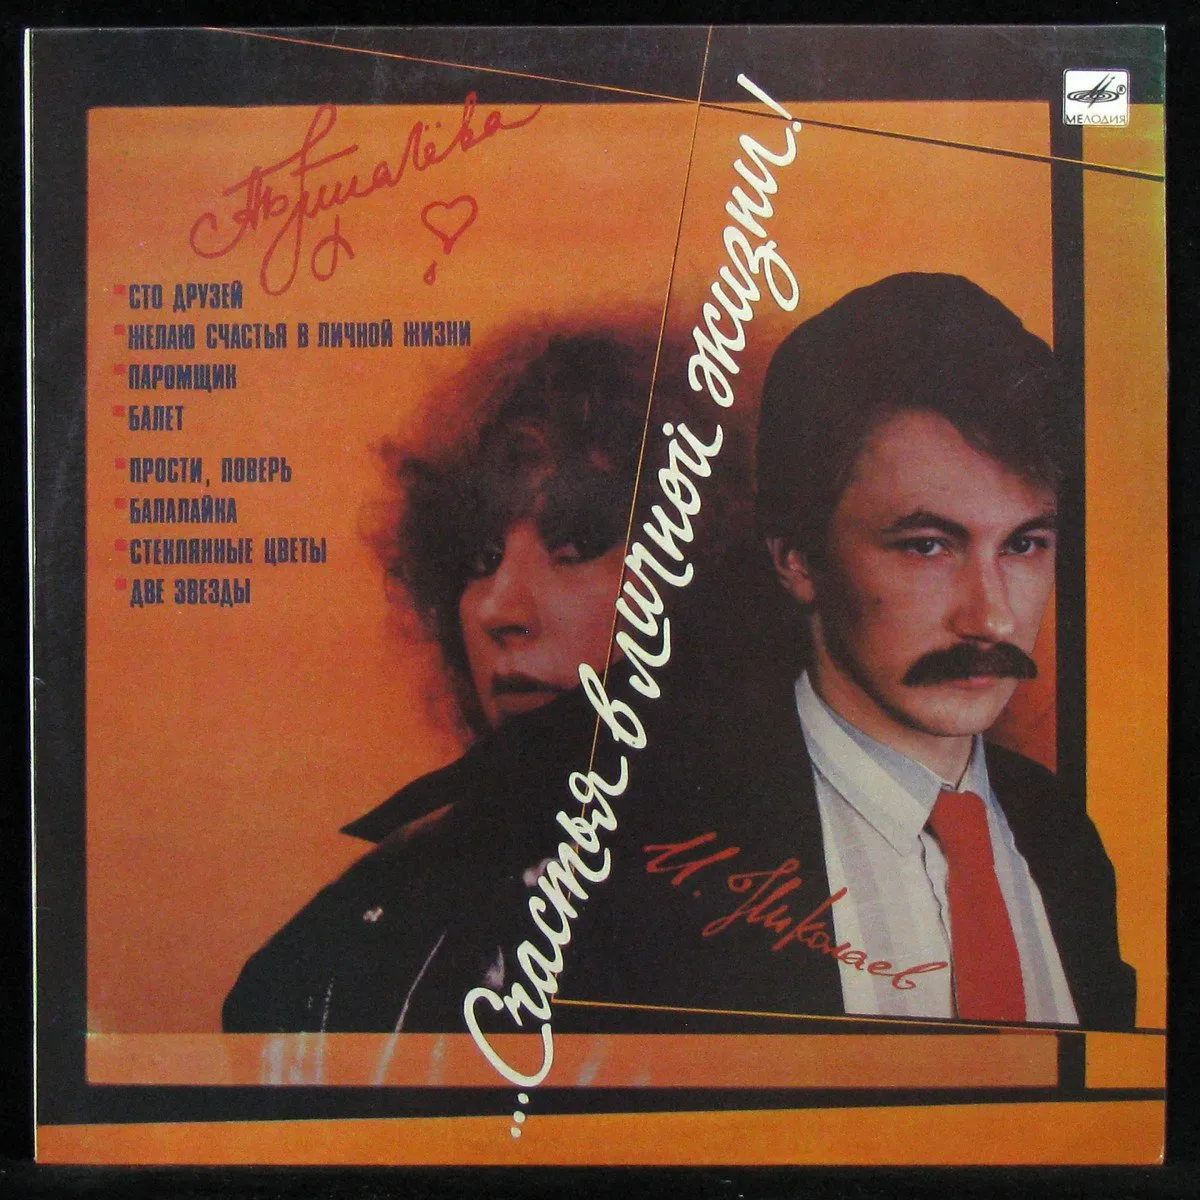 МЕЛОДИЯ
А. Пугачёва
СТО ДРУЗЕЙ
ЖЕЛАЮ СЧАСТЬЯ В ЛИЧНОЙ ЖИЗНИ
ПАРОМЩИК
БАЛЕТ
ПРОСТИ, ПОВЕРЬ
БАЛАЛАЙКА
СТЕКЛЯННЫЕ ЦВЕТЫ
ДВЕ ЗВЕЗДЫ
...Счастья в личной жизни!
И. Николаев